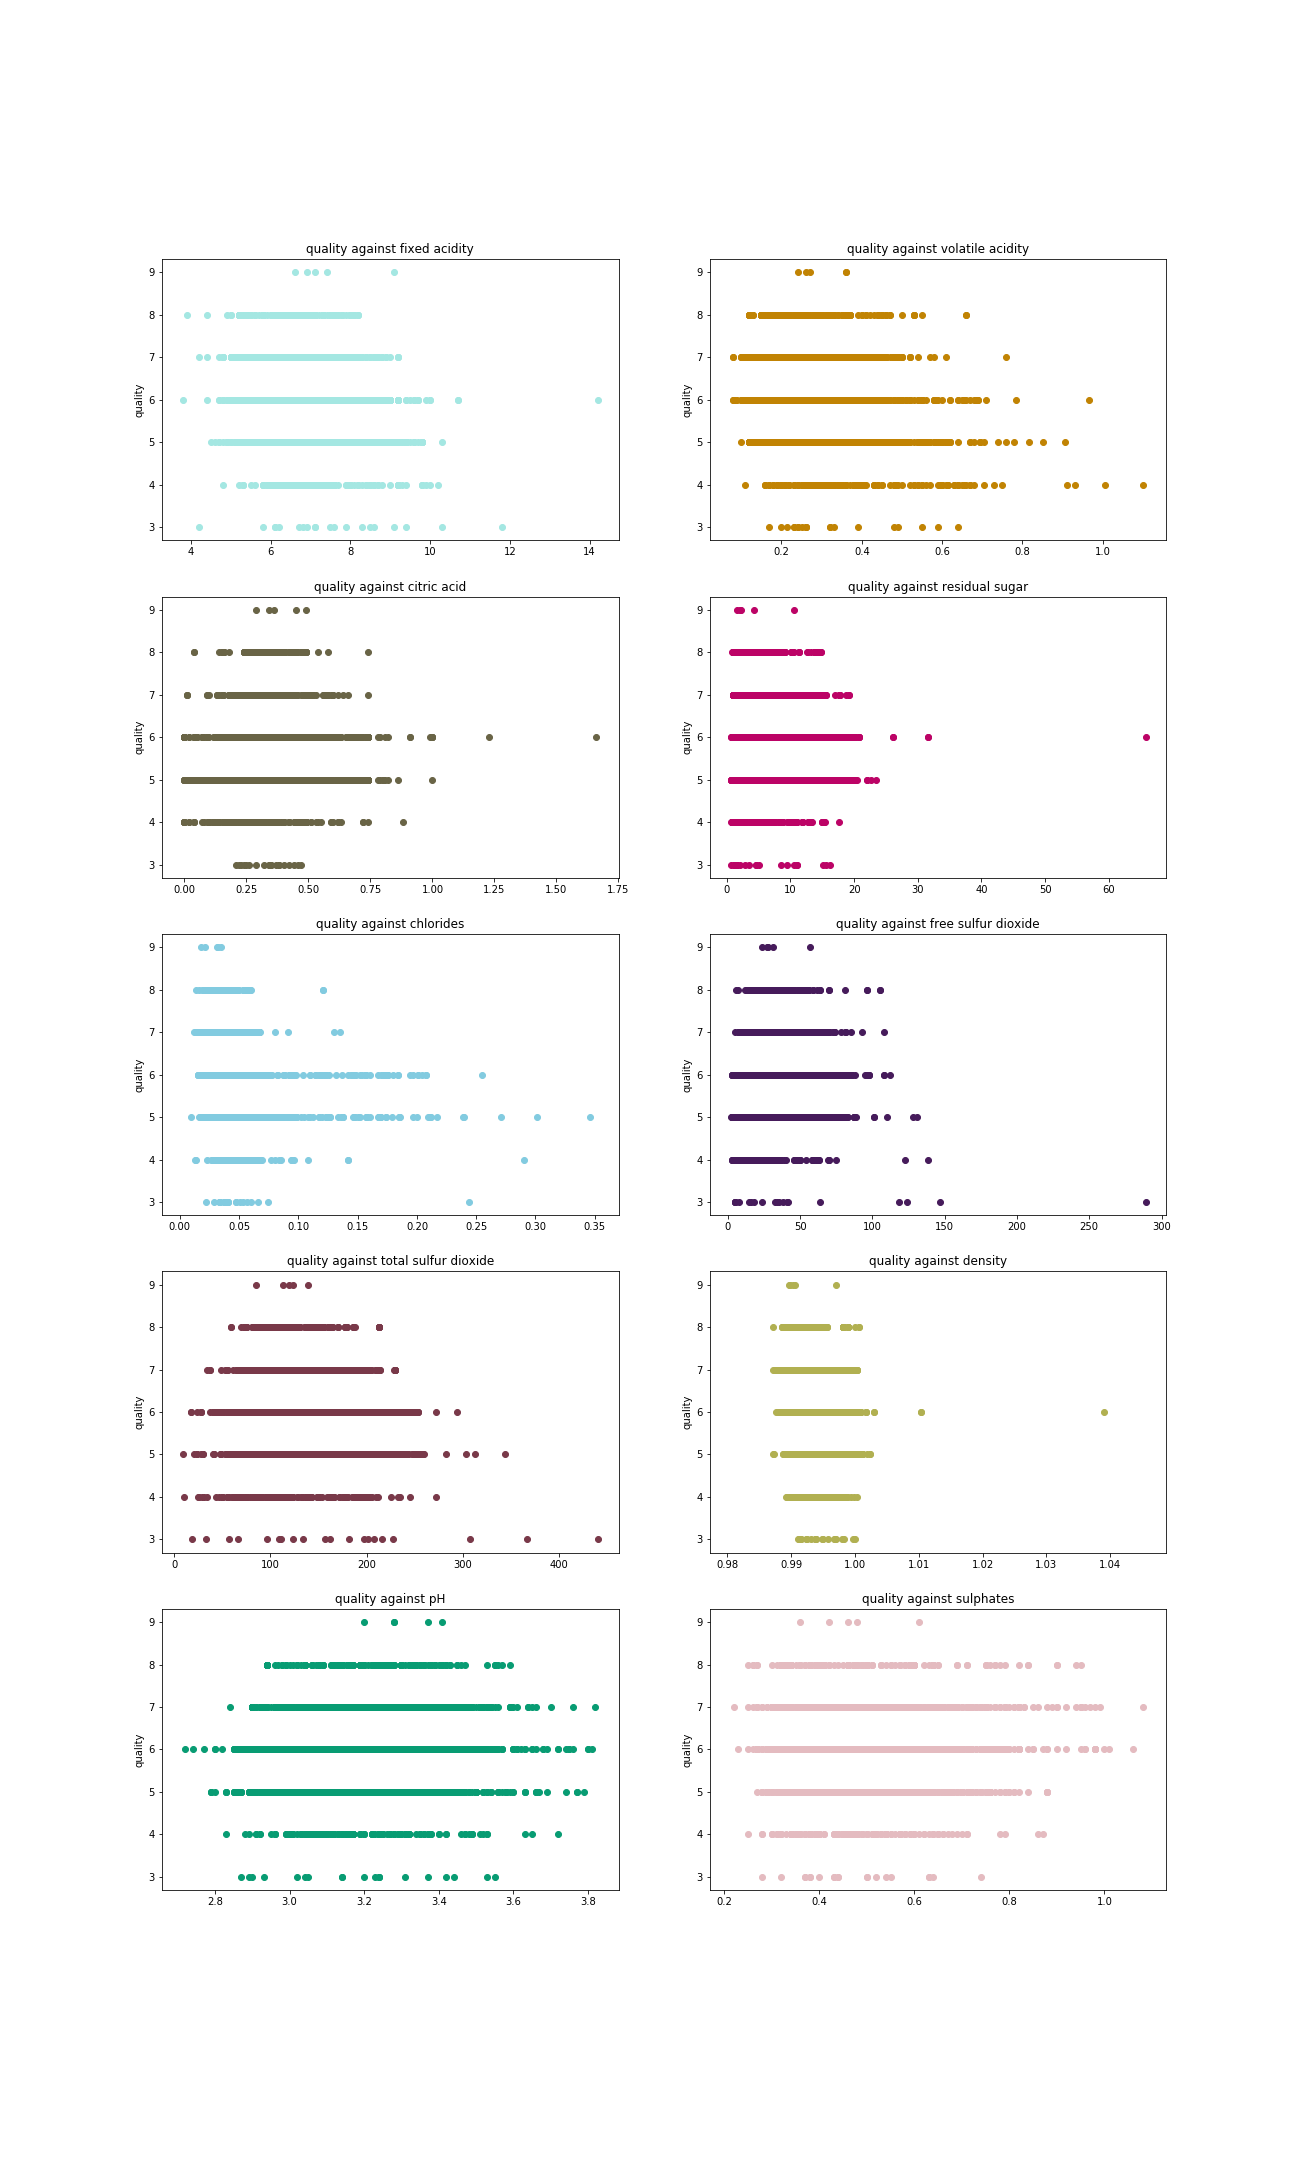 quality against fixed acidity
quality
9
8
7
6
5
4
3
4 6 8 10 12 14
quality against volatile acidity
quality
9
8
7
6
5
4
3
0.2 0.4 0.6 0.8 1.0
quality against citric acid
quality
9
8
7
6
5
4
3
0.00 0.25 0.50 0.75 1.00 1.25 1.50 1.75
quality against residual sugar
quality
9
8
7
6
5
4
3
0 10 20 30 40 50 60
quality against chlorides
quality
9
8
7
6
5
4
3
0.00 0.05 0.10 0.15 0.20 0.25 0.30 0.35
quality against free sulfur dioxide
quality
9
8
7
6
5
4
3
0 50 100 150 200 250 300
quality against total sulfur dioxide
quality
9
8
7
6
5
4
3
0 100 200 300 400
quality against density
quality
9
8
7
6
5
4
3
0.98 0.99 1.00 1.01 1.02 1.03 1.04
quality against pH
quality
9
8
7
6
5
4
3
2.8 3.0 3.2 3.4 3.6 3.8
quality against sulphates
quality
9
8
7
6
5
4
3
0.2 0.4 0.6 0.8 1.0